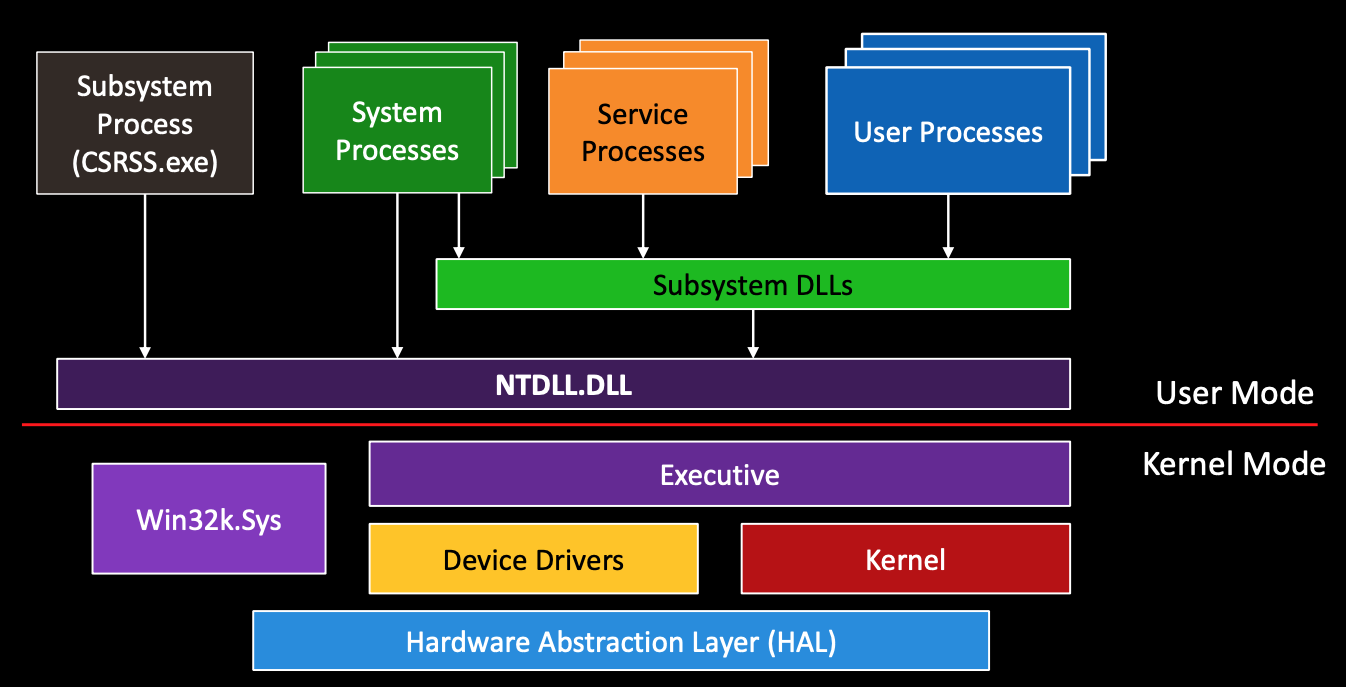 Subsystem
Process
(CSRSS.exe)
System
Processes
Service
Processes
User Processes
Subsystem DLLs
NTDLL.DLL
User Mode
Kernel Mode
Executive
Win32k.Sys
Device Drivers
Kernel
Hardware Abstraction Layer (HAL)